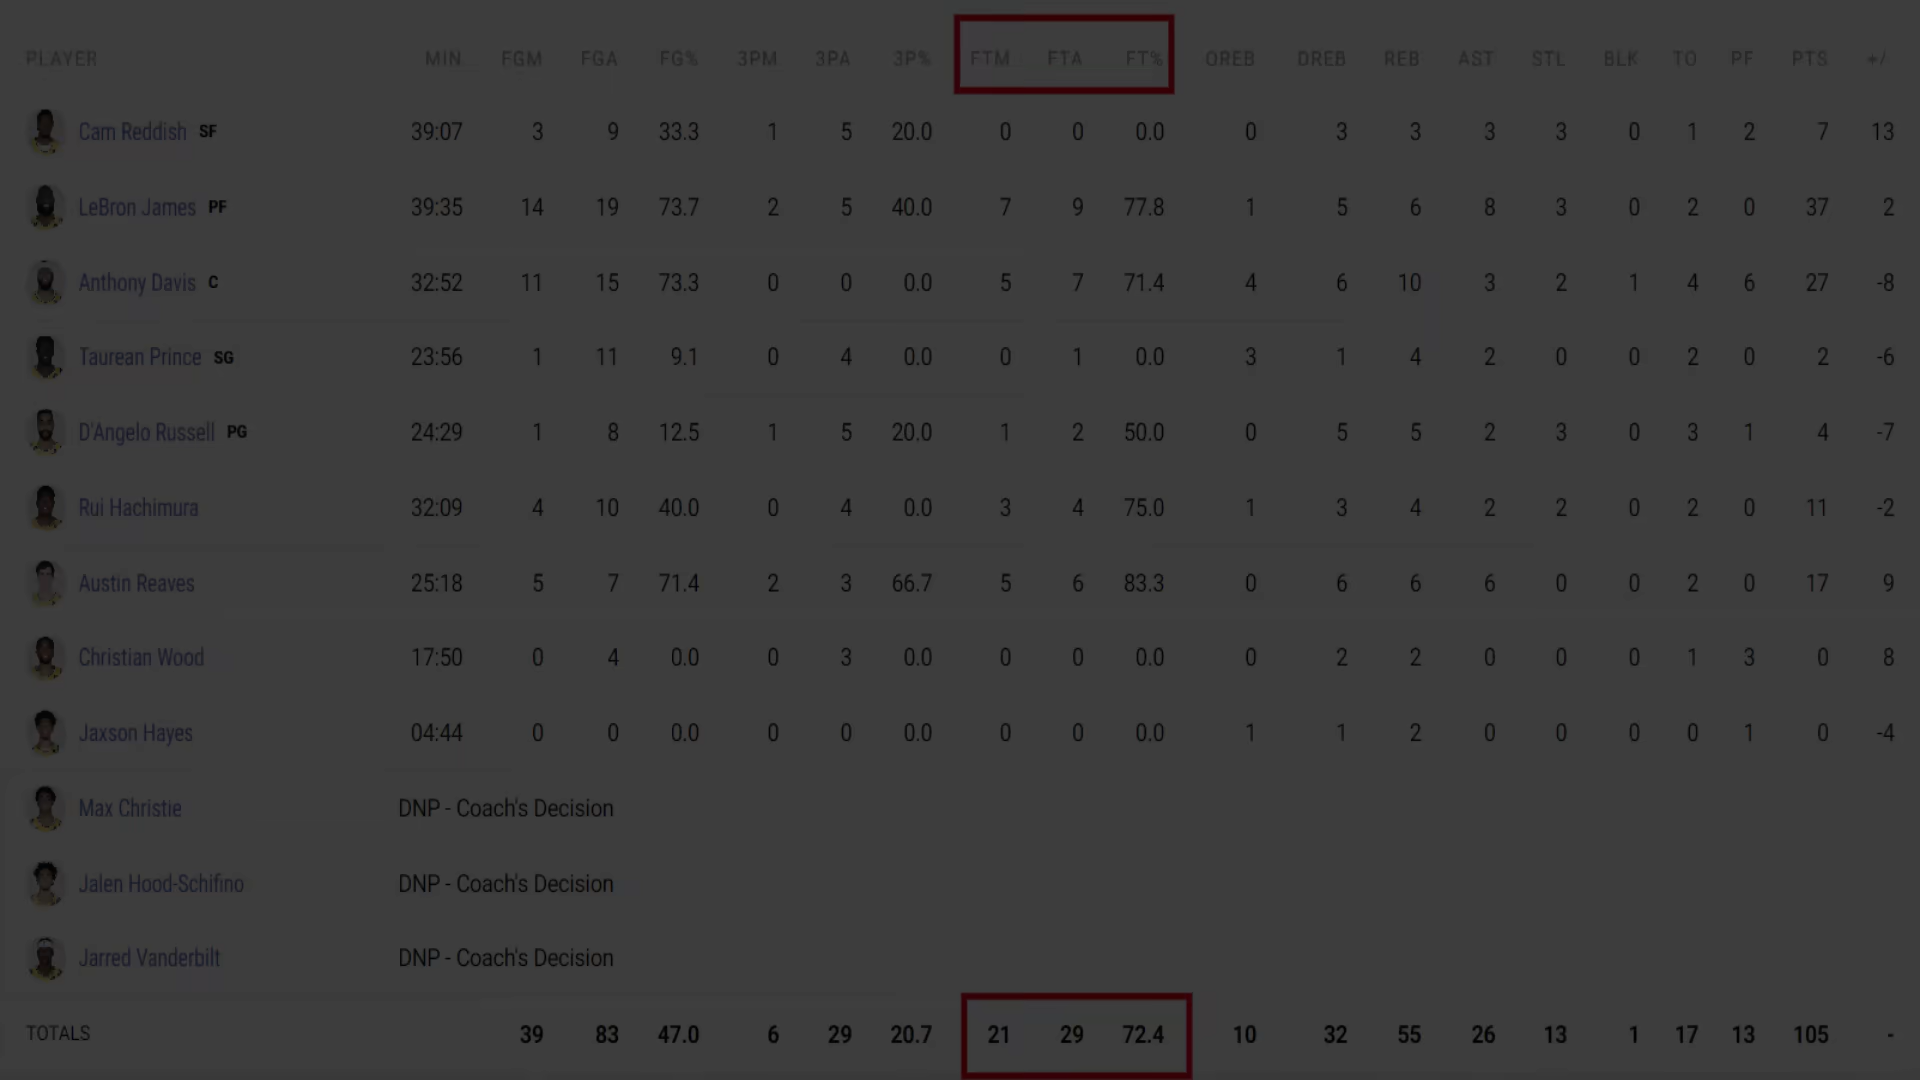 PLAYER MIN FGM FGA FG% 3PM 3PA 3P% FTM FTA FT% OREB DREB REB AST STL BLK TO PF PTS +/-
Cam Reddish SF 39:07 3 9 33.3 1 5 20.0 0 0 0.0 0 3 3 3 3 0 1 2 7 13
LeBron James PF 39:35 14 19 73.7 2 5 40.0 7 9 77.8 1 5 6 8 3 0 2 0 37 2
Anthony Davis C 32:52 11 15 73.3 0 0 0.0 5 7 71.4 4 6 10 3 2 1 4 6 27 -8
Taurean Prince SG 23:56 1 11 9.1 0 4 0.0 0 1 0.0 3 1 4 2 0 0 2 0 2 -6
D'Angelo Russell PG 24:29 1 8 12.5 1 5 20.0 1 2 50.0 0 5 5 2 3 0 3 1 4 -7
Rui Hachimura 32:09 4 10 40.0 0 4 0.0 3 4 75.0 1 3 4 2 2 0 2 0 11 -2
Austin Reaves 25:18 5 7 71.4 2 3 66.7 5 6 83.3 0 6 6 6 0 0 2 0 17 9
Christian Wood 17:50 0 4 0.0 0 3 0.0 0 0 0.0 0 2 2 0 0 0 1 3 0 8
Jaxson Hayes 04:44 0 0 0.0 0 0 0.0 0 0 0.0 1 1 2 0 0 0 0 1 0 -4
Max Christie DNP - Coach's Decision
Jalen Hood-Schifino DNP - Coach's Decision
Jarred Vanderbilt DNP - Coach's Decision
TOTALS 39 83 47.0 6 29 20.7 21 29 72.4 10 32 55 26 13 1 17 13 105 -